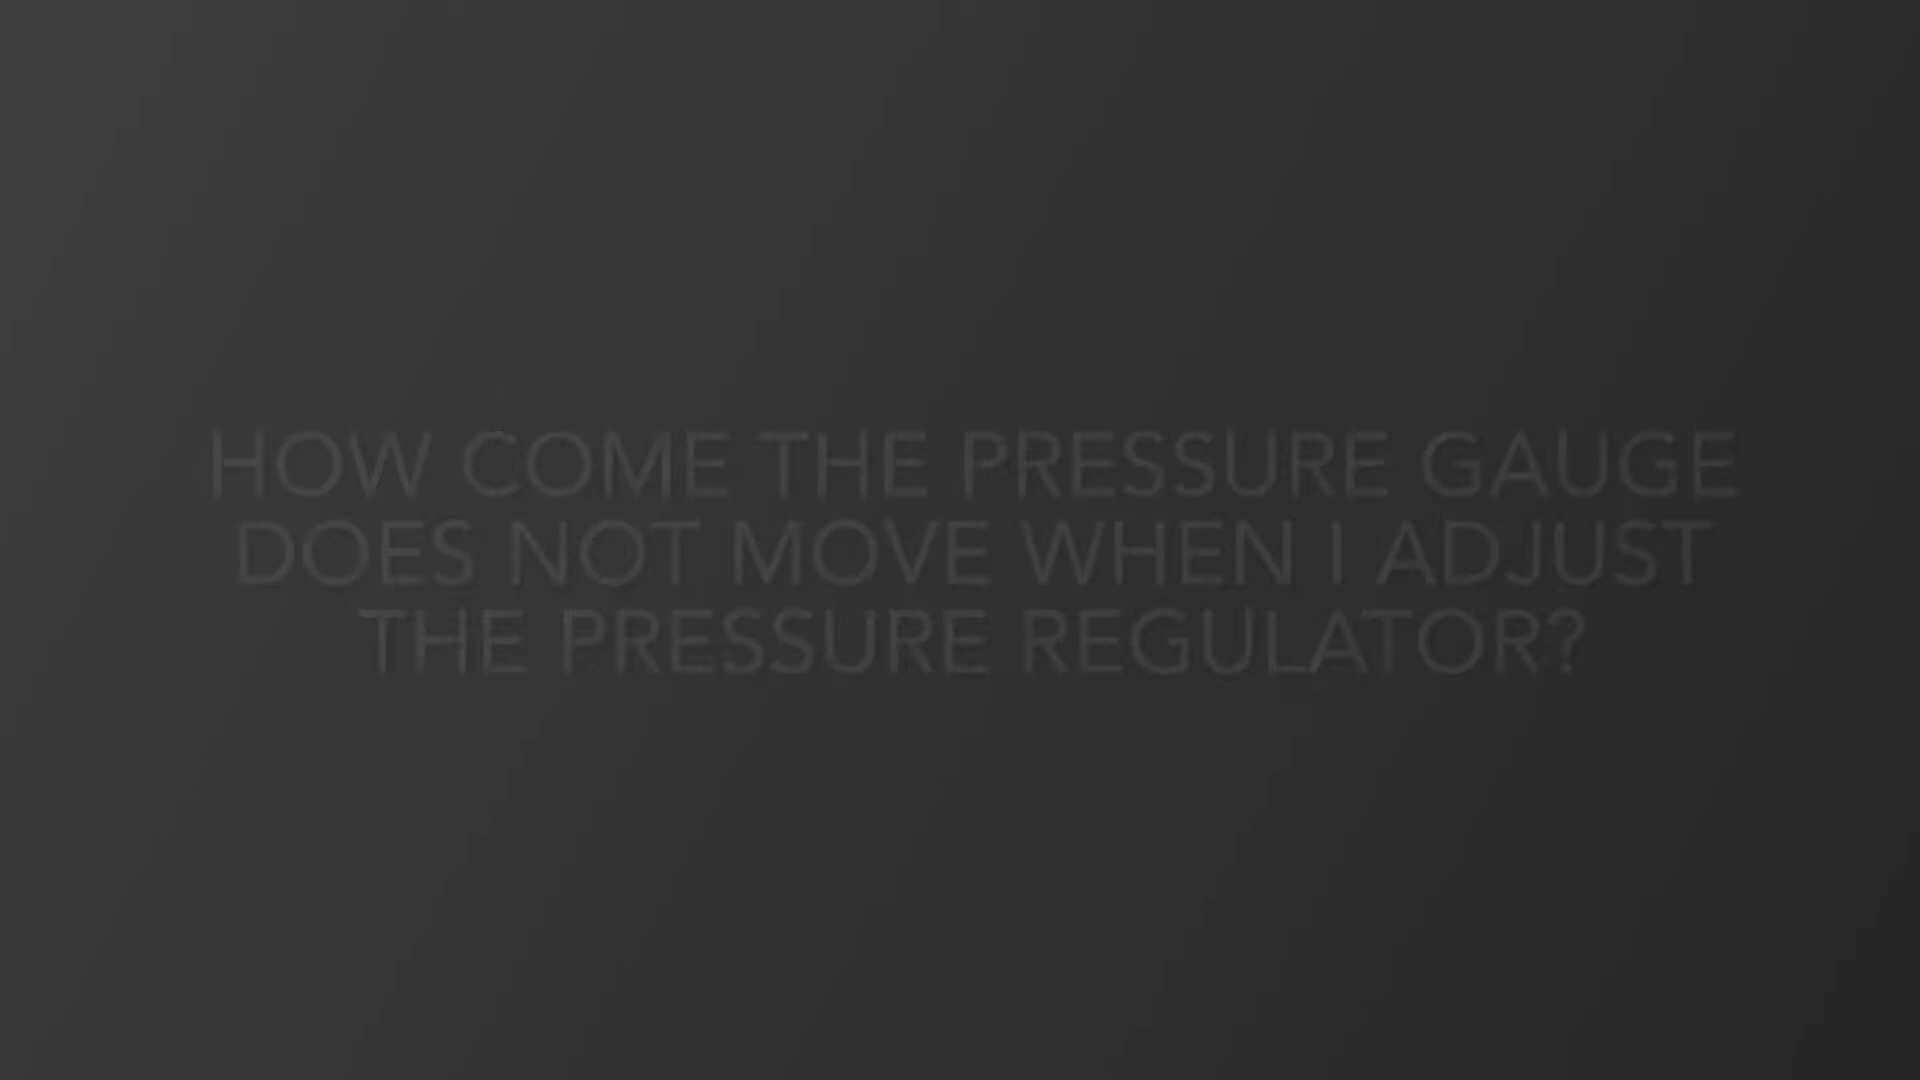 HOW COME THE PRESSURE GAUGE
DOES NOT MOVE WHEN I ADJUST
THE PRESSURE REGULATOR?